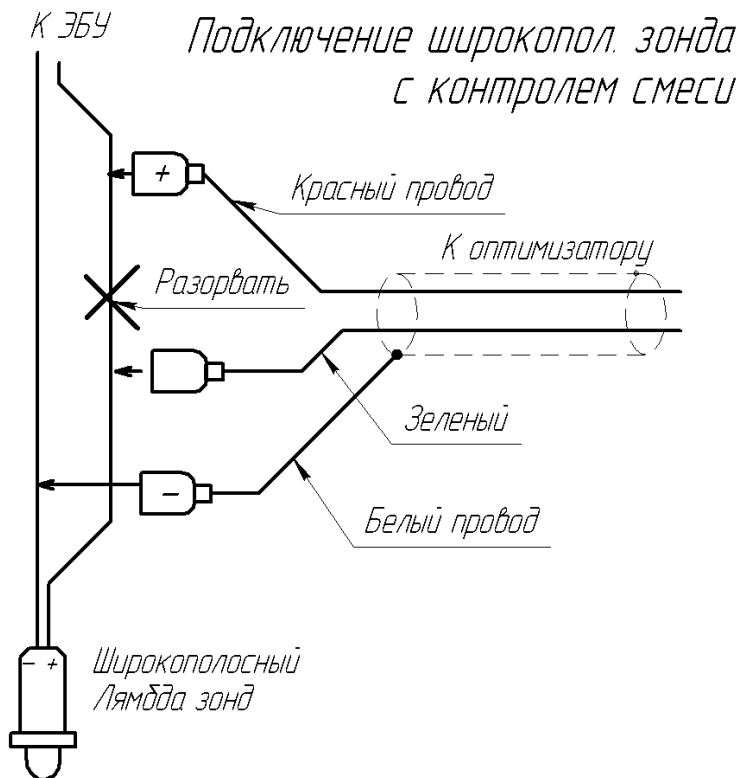 К ЭБУ
Подключение широкопол. зонда
с контролем смеси
+
Красный провод
К оптимизатору
Разорвать
Зеленый
-
Белый провод
- +
Широкополосный
Лямбда зонд